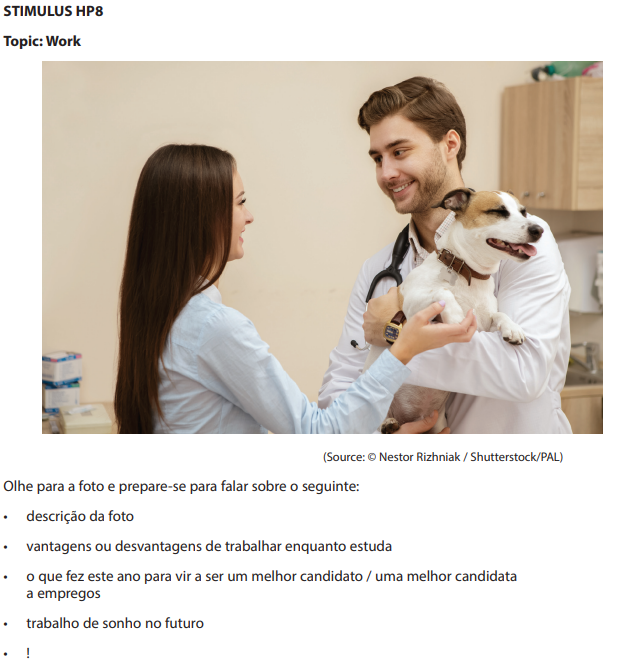 STIMULUS HP8
Topic: Work
(Source: © Nestor Rizhniak / Shutterstock/PAL)
Olhe para a foto e prepare-se para falar sobre o seguinte:
• descrição da foto
• vantagens ou desvantagens de trabalhar enquanto estuda
• o que fez este ano para vir a ser um melhor candidato / uma melhor candidata
a empregos
• trabalho de sonho no futuro
• !